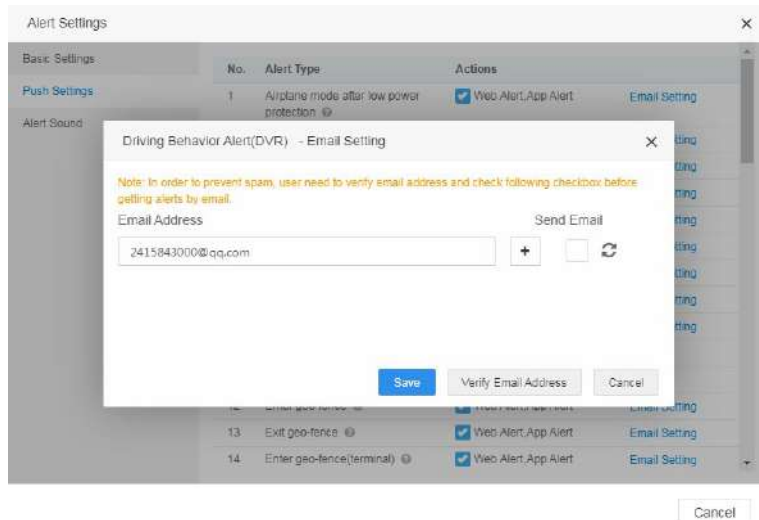 Alert Settings
Basic Settings
Push Settings
Alert Sound
No. Alert Type Actions
1 Airplane mode after low power protection Web Alert,App Alert Email Setting
Driving Behavior Alert(DVR) - Email Setting
Note: In order to prevent spam, user need to verify email address and check following checkbox before
getting alerts by email.
Email Address Send Email
2415843000@qq.com +
Save Verify Email Address Cancel
13 Exit geo-fence Web Alert,App Alert Email Setting
14 Enter geo-fence(terminal) Web Alert,App Alert Email Setting
Cancel